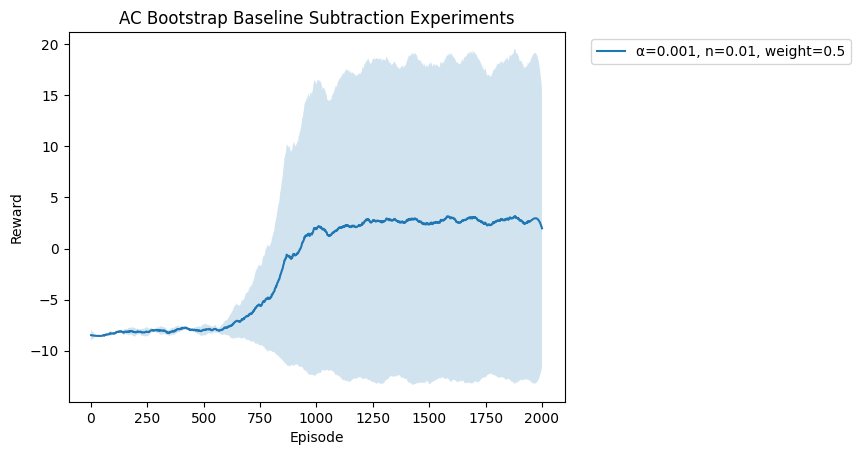 AC Bootstrap Baseline Subtraction Experiments
α=0.001, n=0.01, weight=0.5
Reward
20
15
10
5
0
−5
−10
0 250 500 750 1000 1250 1500 1750 2000
Episode